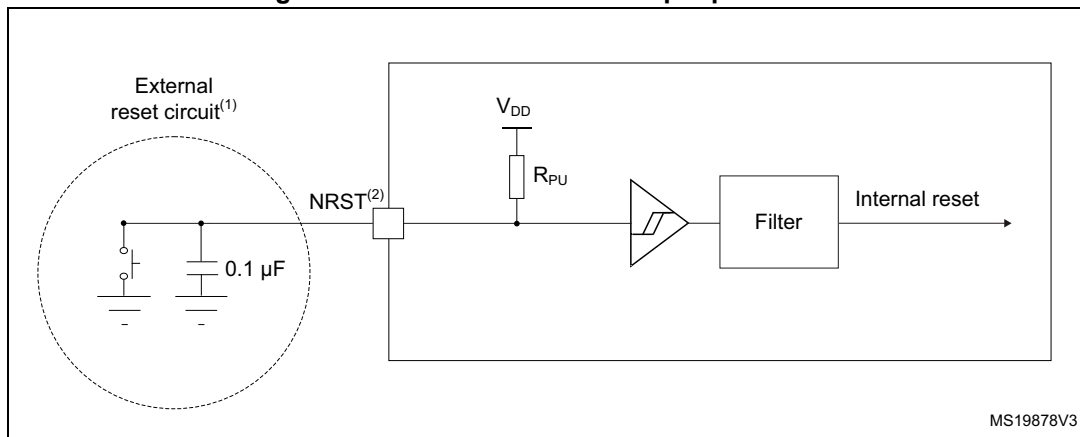 External
reset circuit(1)
VDD
RPU
NRST(2)
Filter
Internal reset
0.1 µF
MS19878V3